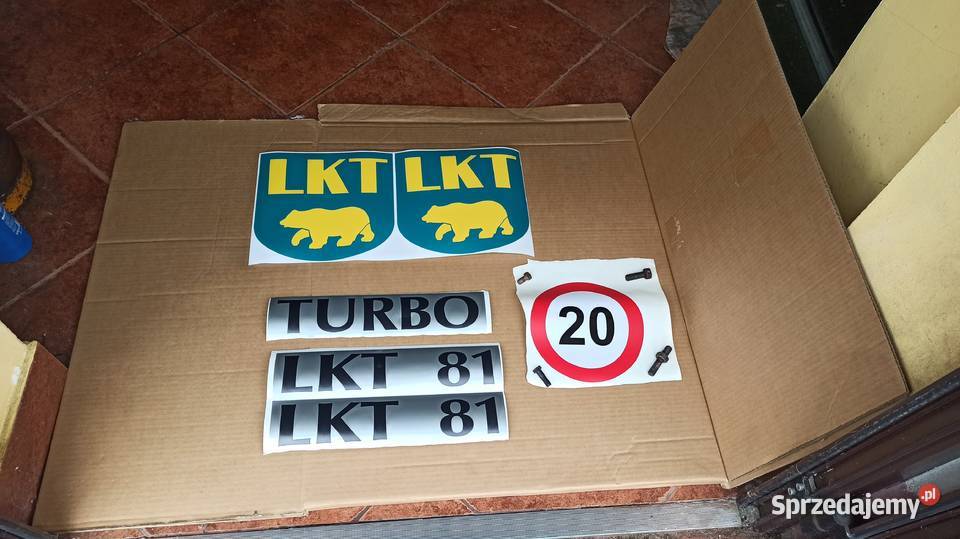 LKT LKT
TURBO
20
LKT 81
LKT 81
Sprzedajemy.pl